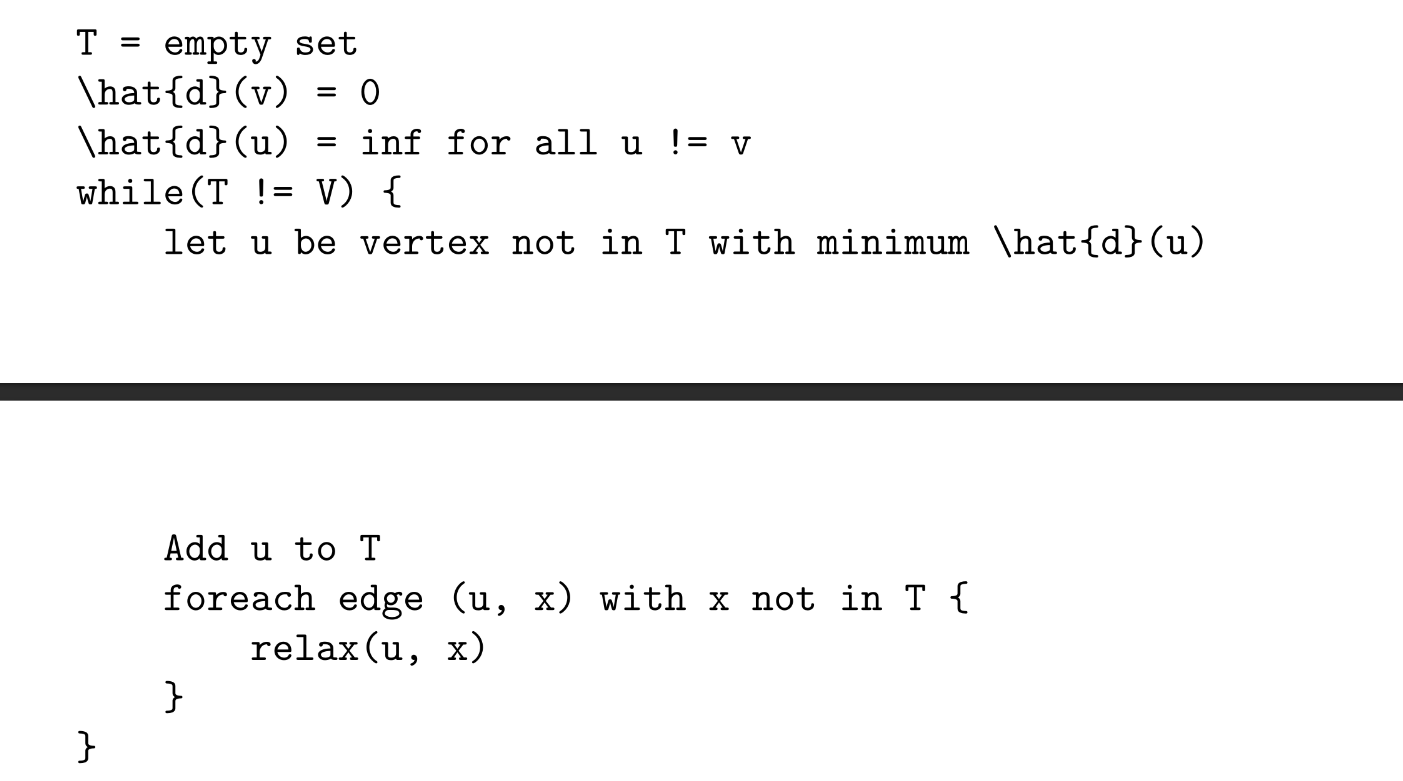 T = empty set
\hat{d}(v) = 0
\hat{d}(u) = inf for all u != v
while(T != V) {
    let u be vertex not in T with minimum \hat{d}(u)
    Add u to T
    foreach edge (u, x) with x not in T {
        relax(u, x)
    }
}